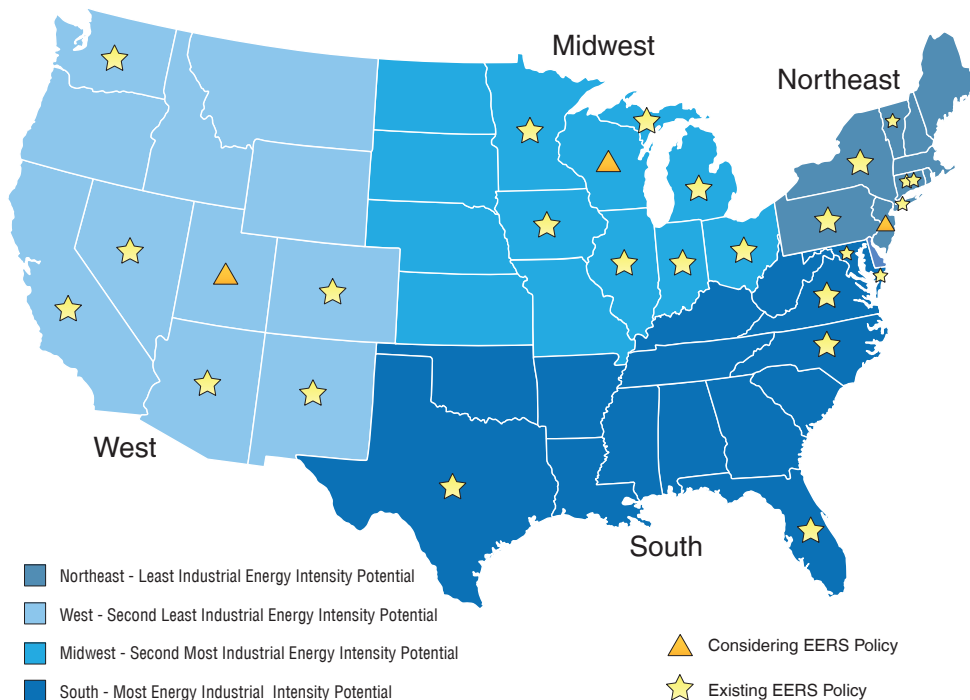 Midwest
Northeast
West
South
Northeast - Least Industrial Energy Intensity Potential
West - Second Least Industrial Energy Intensity Potential
Midwest - Second Most Industrial Energy Intensity Potential
South - Most Energy Industrial Intensity Potential
Considering EERS Policy
Existing EERS Policy